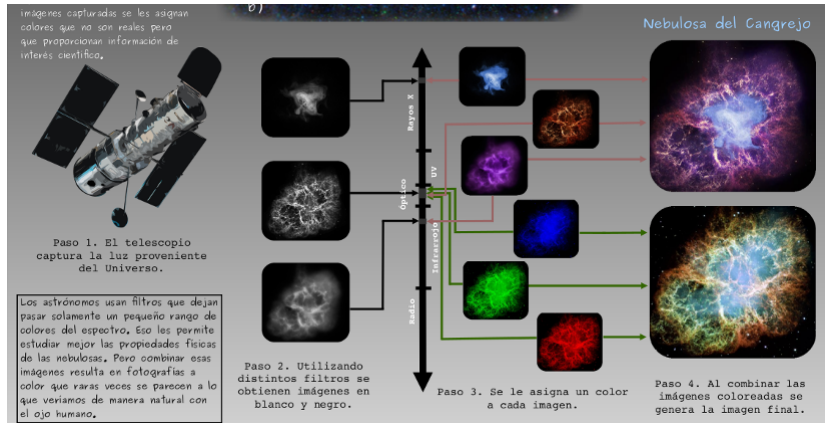 imágenes capturadas se les asignan
colores que no son reales pero
que proporcionan información de
interés científico.
b)
Nebulosa del Cangrejo
Rayos X
UV
Óptico
Infrarrojo
Radio
Paso 1. El telescopio
captura la luz proveniente
del Universo.
Los astrónomos usan filtros que dejan
pasar solamente un pequeño rango de
colores del espectro. Eso les permite
estudiar mejor las propiedades físicas
de las nebulosas. Pero combinar esas
imágenes resulta en fotografías a
color que raras veces se parecen a lo
que veríamos de manera natural con
el ojo humano.
Paso 2. Utilizando
distintos filtros se
obtienen imágenes en
blanco y negro.
Paso 3. Se le asigna un color
a cada imagen.
Paso 4. Al combinar las
imágenes coloreadas se
genera la imagen final.